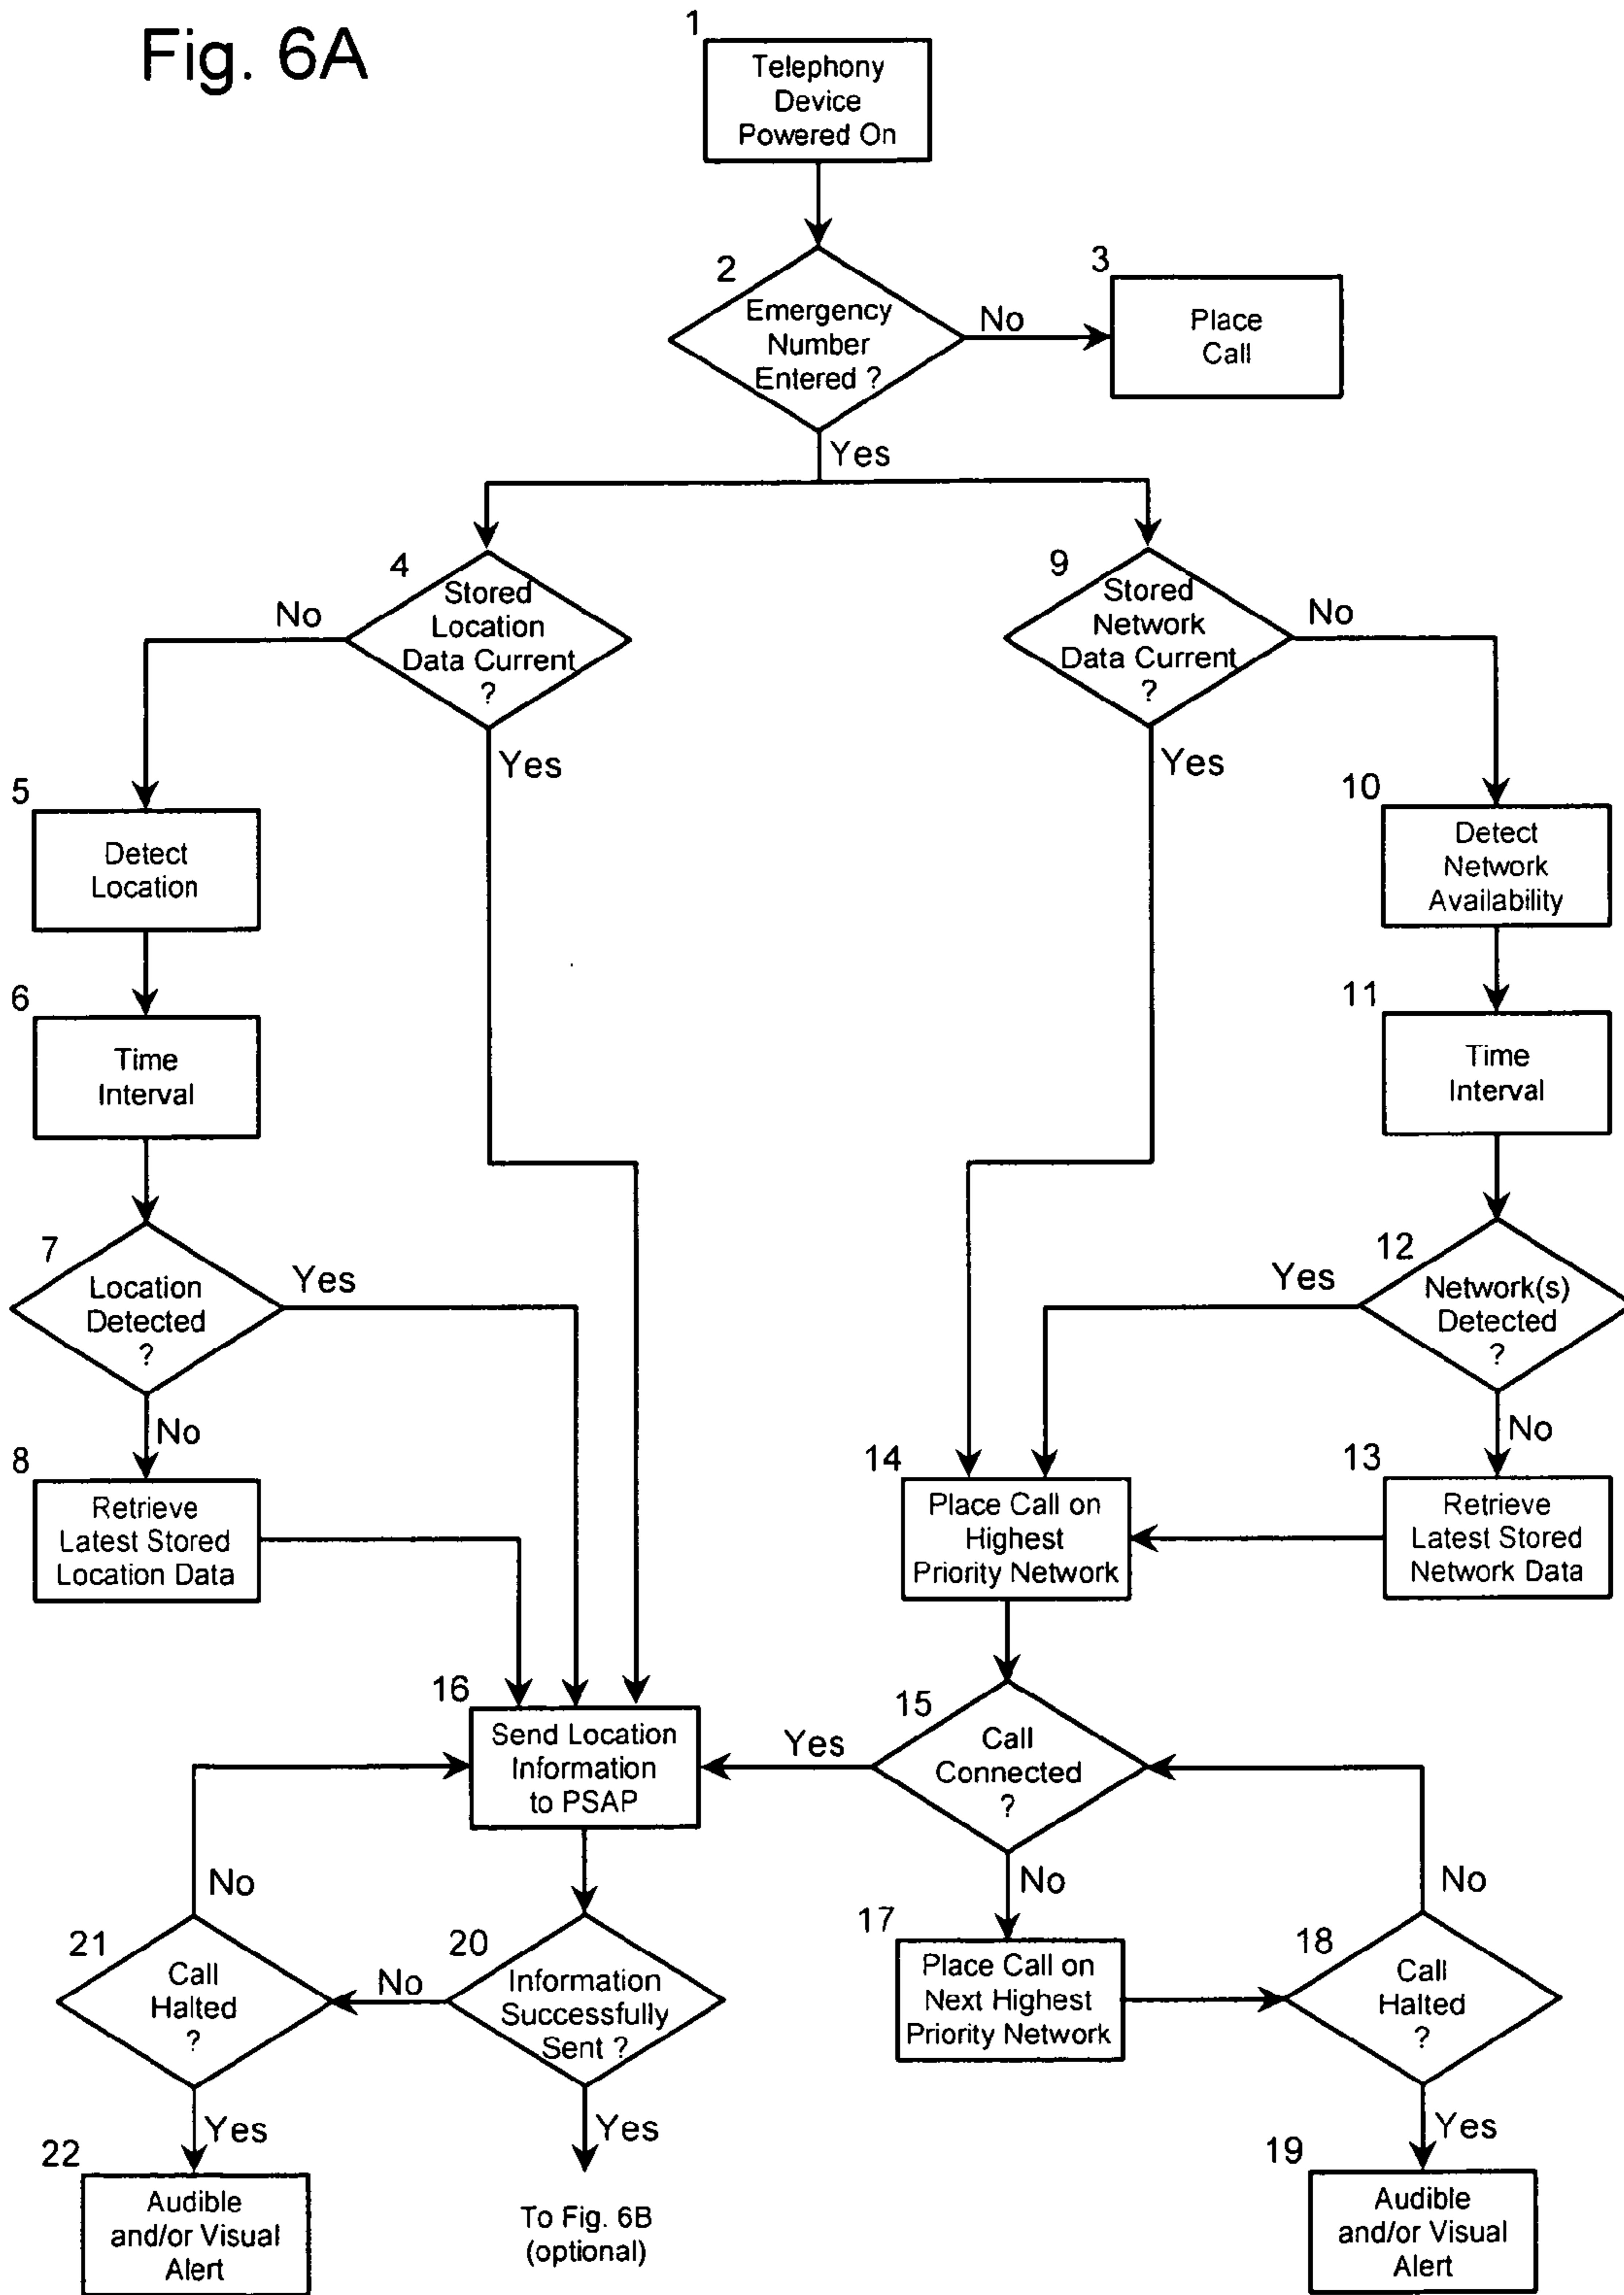 Fig. 6A
1
Telephony
Device
Powered On
2
Emergency
Number
Entered ?
No
3
Place
Call
Yes
4
Stored
Location
Data Current
?
No
Yes
9
Stored
Network
Data Current
?
No
Yes
5
Detect
Location
10
Detect
Network
Availability
6
Time
Interval
11
Time
Interval
7
Location
Detected
?
Yes
No
12
Network(s)
Detected
?
Yes
No
8
Retrieve
Latest Stored
Location Data
14
Place Call on
Highest
Priority Network
13
Retrieve
Latest Stored
Network Data
16
Send Location
Information
to PSAP
15
Call
Connected
?
Yes
No
No
No
21
Call
Halted
?
No
20
Information
Successfully
Sent ?
17
Place Call on
Next Highest
Priority Network
18
Call
Halted
?
Yes
Yes
Yes
22
Audible
and/or Visual
Alert
To Fig. 6B
(optional)
19
Audible
and/or Visual
Alert